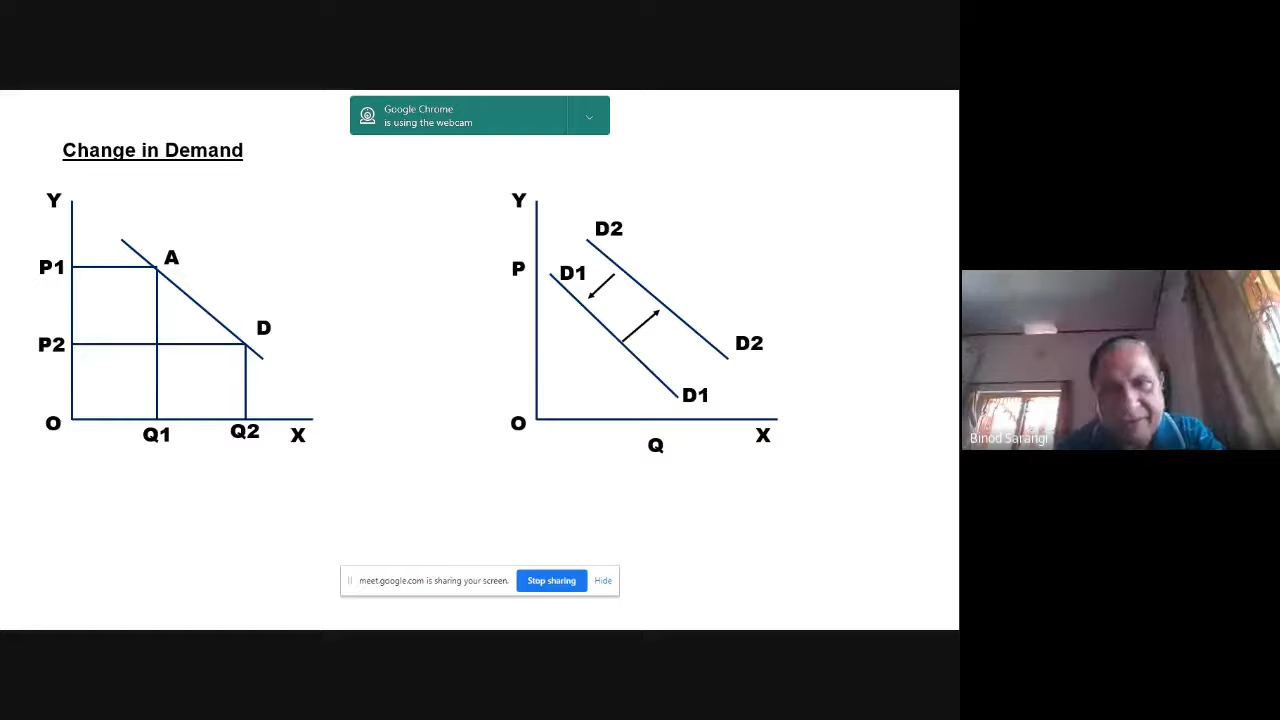 Google Chrome
is using the webcam
Change in Demand
Y
P1
A
P2
D
O
Q1
Q2
X
Y
D2
P
D1
D2
D1
O
Q
X
Binod Sarangi
meet.google.com is sharing your screen.
Stop sharing
Hide